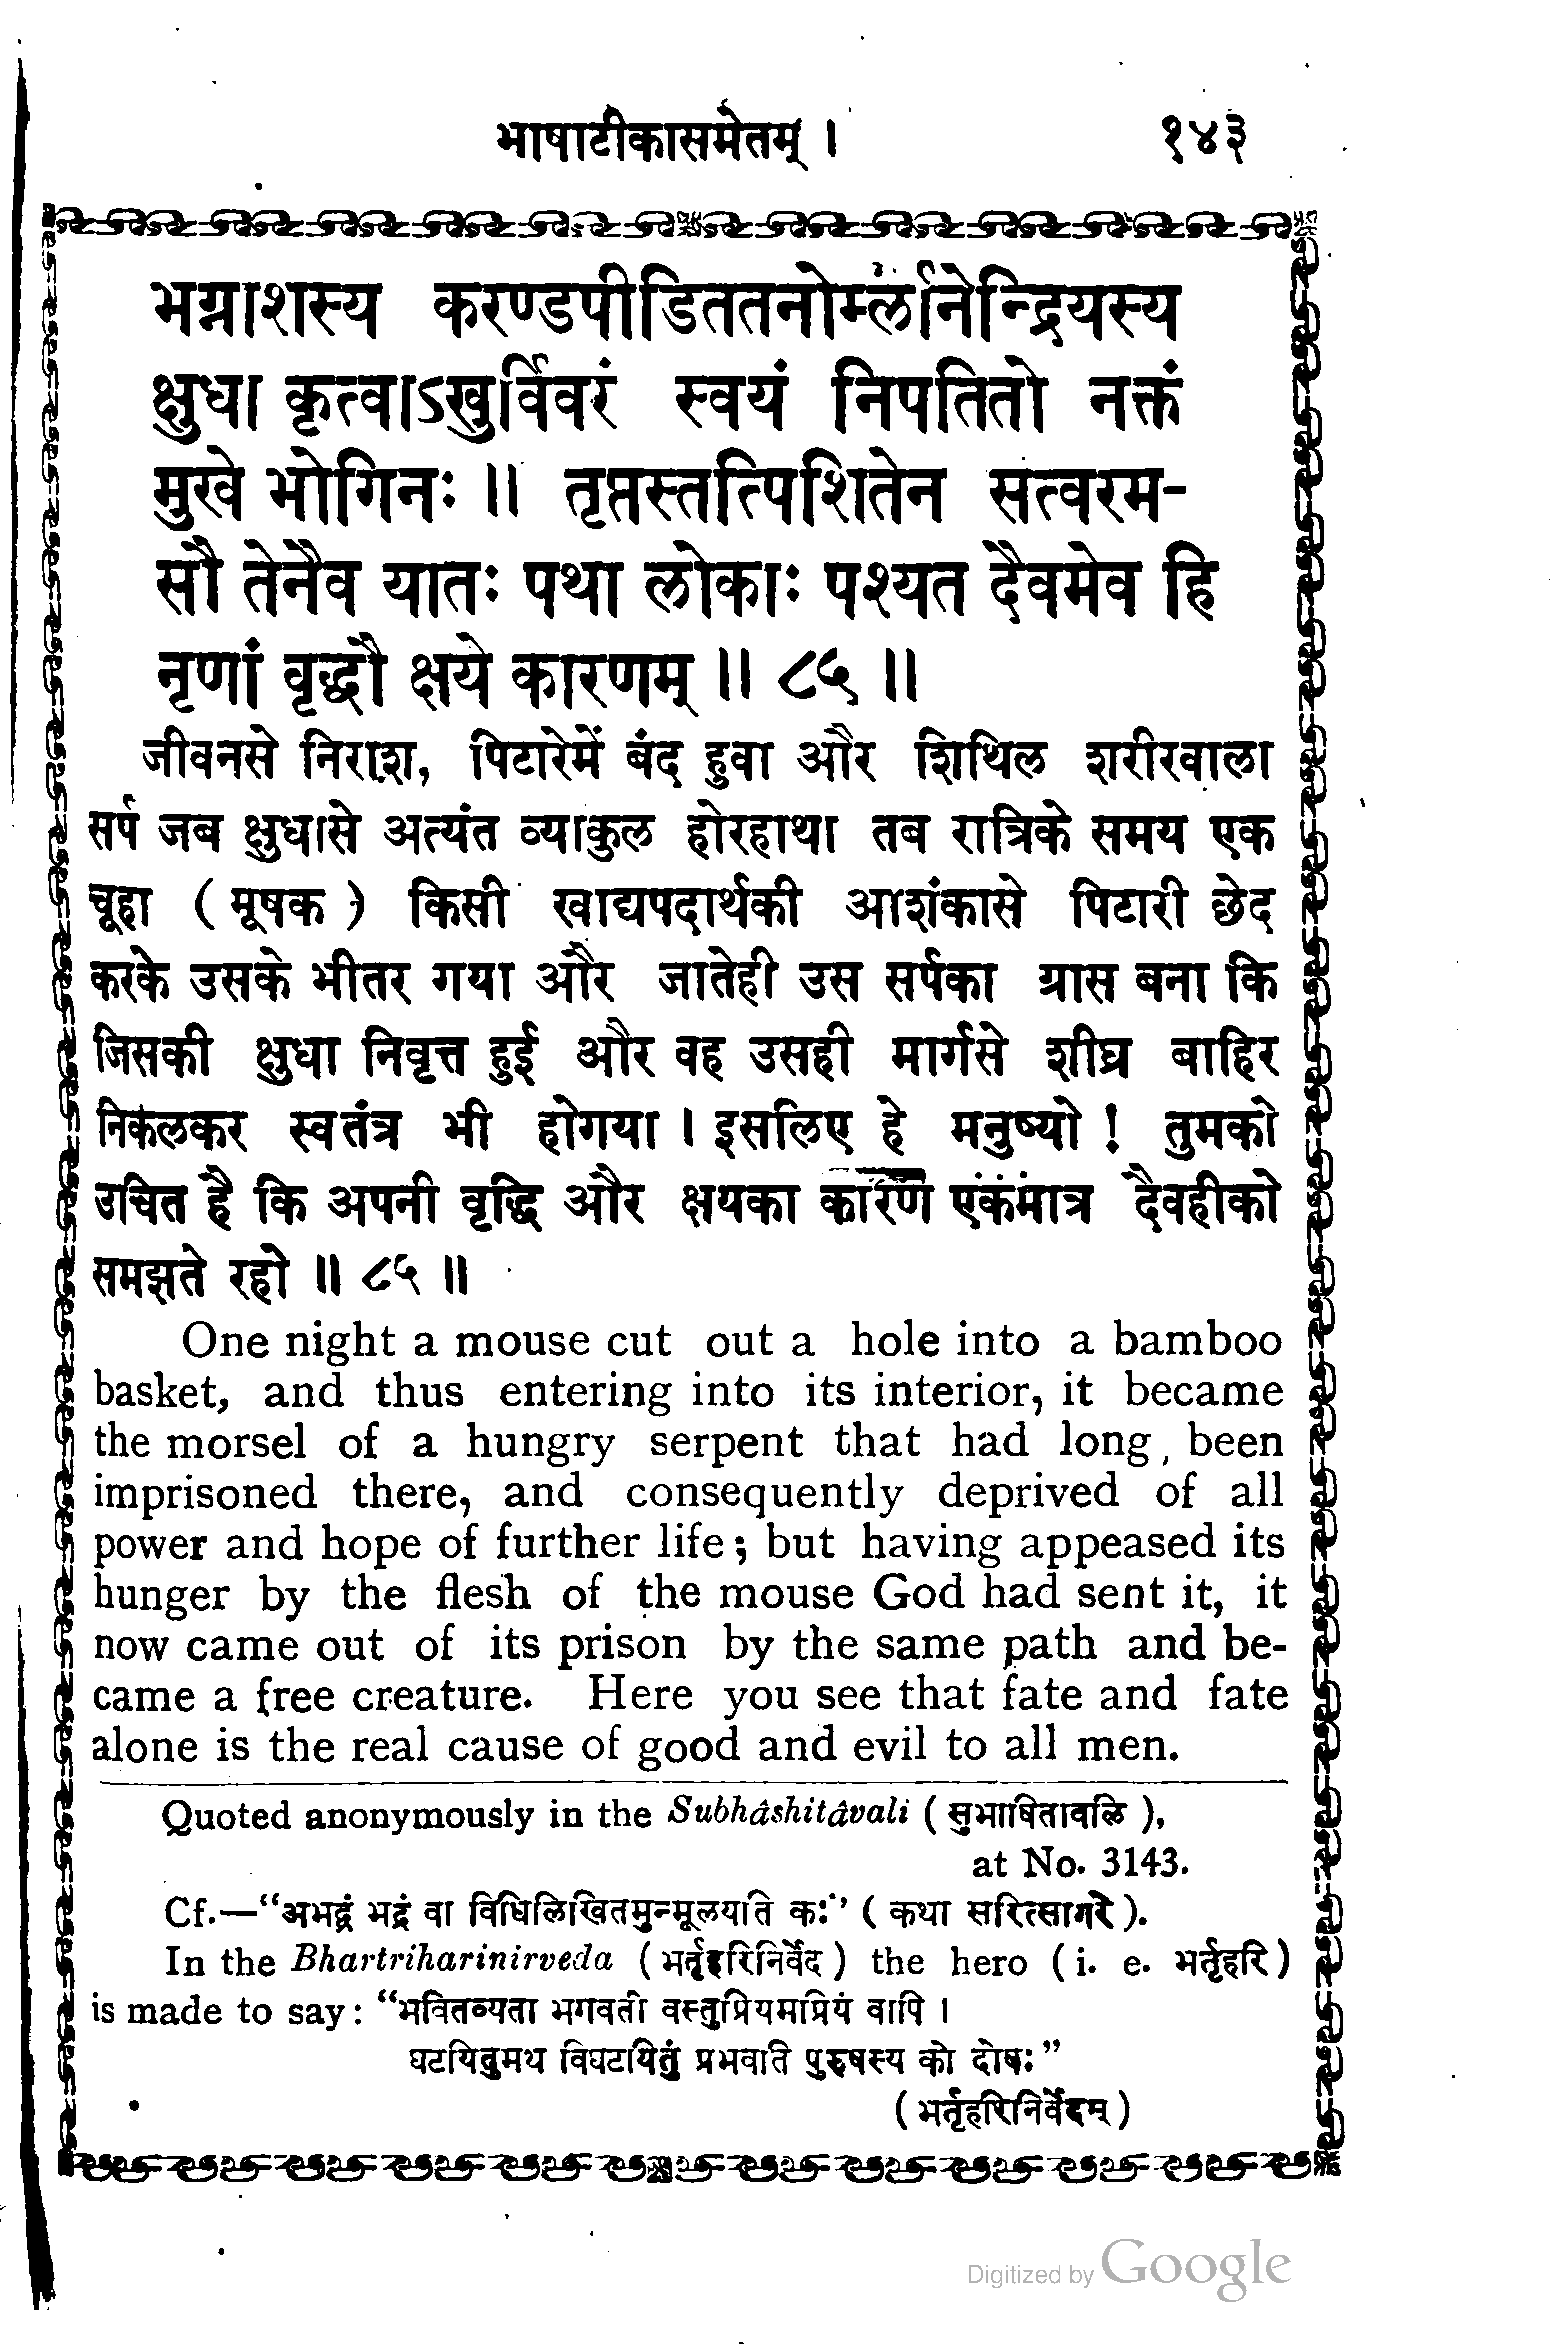 भाषाटीकासमेतम् । १४३
भग्नाशस्य करण्डपीडिततनोर्म्लानेन्द्रियस्य
क्षुधा कृत्वाऽखुर्विवरं स्वयं निपतितो नक्तं
मुखे भोगिनः ॥ तृप्तस्तत्पिशितेन सत्वरम-
सौ तेनैव यातः पथा लोकाः पश्यत दैवमेव हि
नृणां वृद्धौ क्षये कारणम् ॥ ८५ ॥
जीवनसे निराश, पिटारेमें बंद हुवा और शिथिल शरीरवाला
सर्प जब क्षुधासे अत्यंत व्याकुल होरहाथा तब रात्रिके समय एक
चूहा ( मूषक ) किसी खाद्यपदार्थकी आशंकासे पिटारी छेद
करके उसके भीतर गया और जातेही उस सर्पका ग्रास बना कि
जिसकी क्षुधा निवृत्त हुई और वह उसही मार्गसे शीघ्र बाहिर
निकलकर स्वतंत्र भी होगया । इसलिए हे मनुष्यो ! तुमको
उचित है कि अपनी वृद्धि और क्षयका कारण एकमात्र दैवहीको
समझते रहो ॥ ८५ ॥
One night a mouse cut out a hole into a bamboo
basket, and thus entering into its interior, it became
the morsel of a hungry serpent that had long, been
imprisoned there, and consequently deprived of all
power and hope of further life; but having appeased its
hunger by the flesh of the mouse God had sent it, it
now came out of its prison by the same path and be-
came a free creature. Here you see that fate and fate
alone is the real cause of good and evil to all men.
Quoted anonymously in the Subhâshitâvali ( सुभाषितावलि ),
at No. 3143.
Cf.—“अभद्रं भद्रं वा विधिलिखितमुन्मूलयति कः” ( कथा सरित्सागरे ).
In the Bhartriharinirveda ( भर्तृहरिनिर्वेद ) the hero ( i. e. भर्तृहरि )
is made to say: “भवितव्यता भगवती वस्तुप्रियमप्रियं वापि ।
घटयितुमथ विघटयितुं प्रभवति पुरुषस्य को दोषः”
( भर्तृहरिनिर्वेदम् )
Digitized by Google